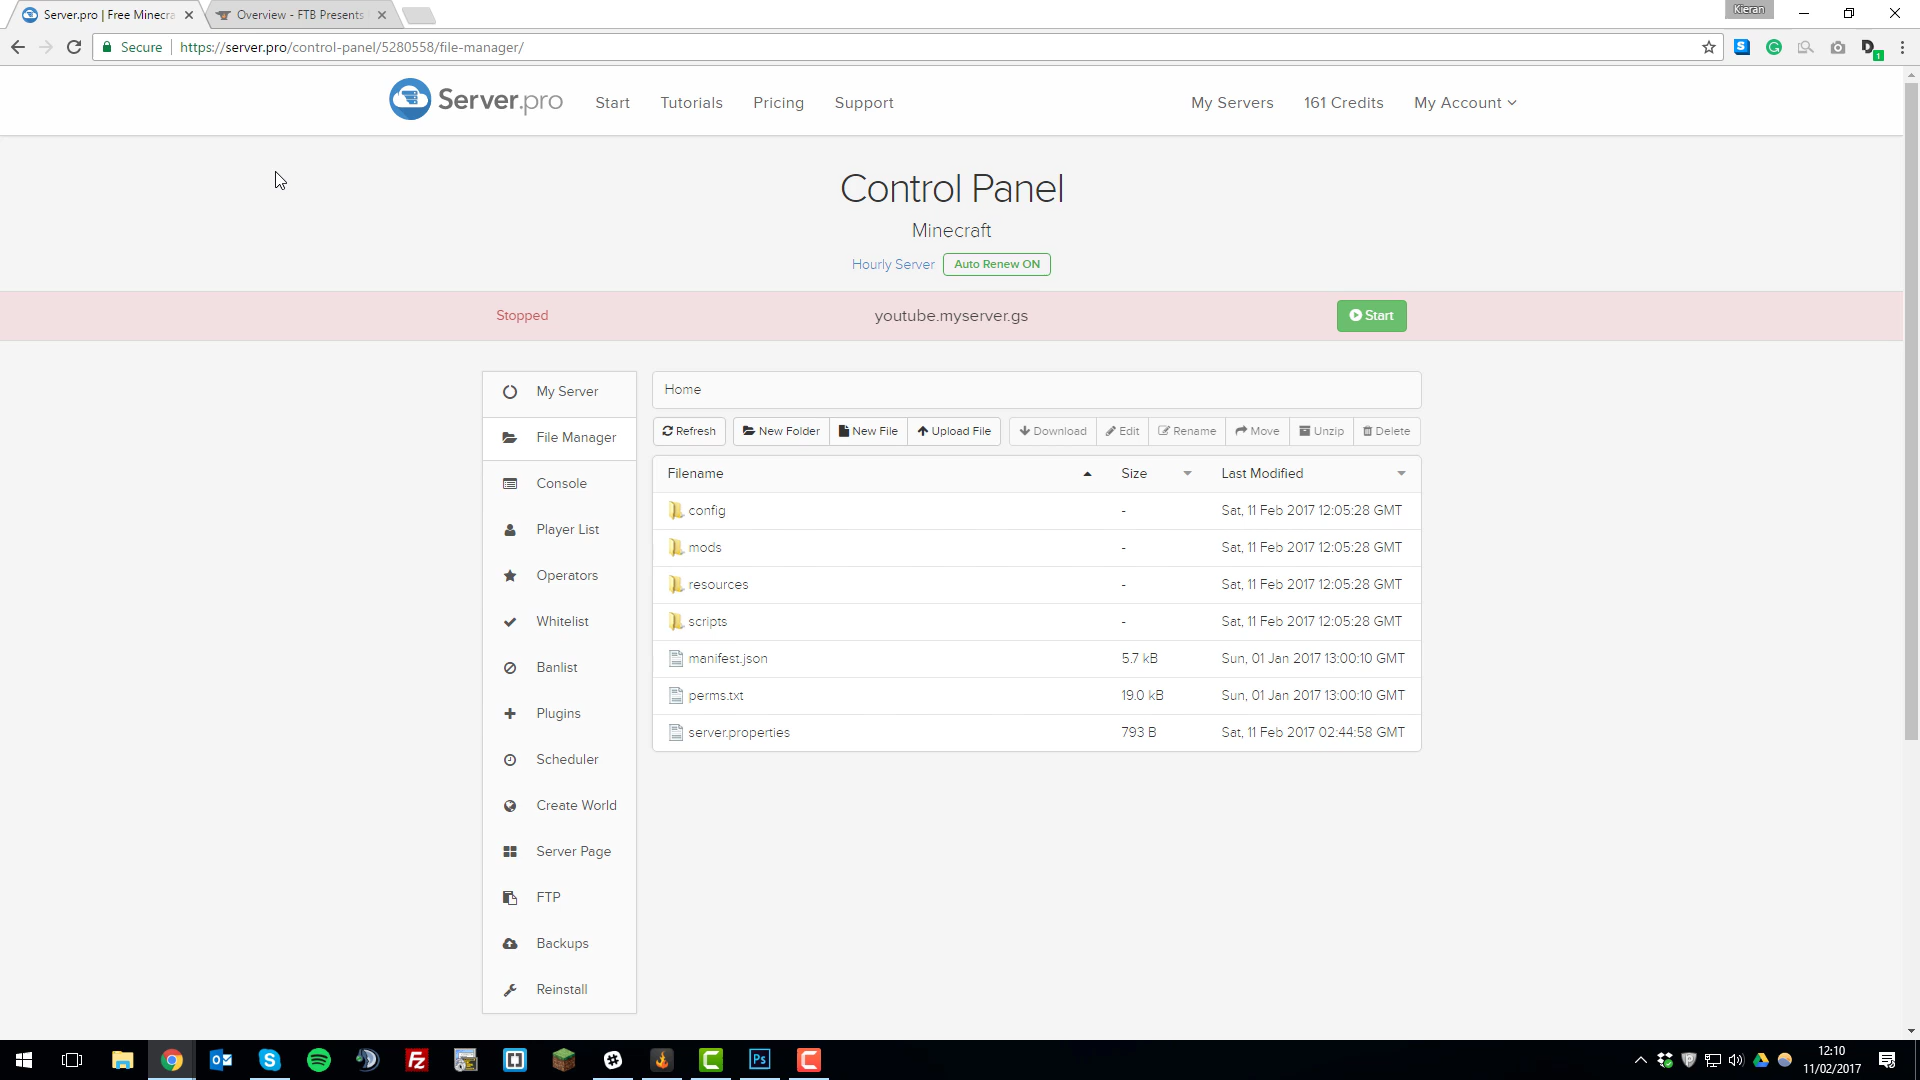 Server.pro | Free Minecra
Overview - FTB Presents
Kieran
Secure
https://server.pro/control-panel/5280558/file-manager/
Server.pro
Start
Tutorials
Pricing
Support
My Servers
161 Credits
My Account
Control Panel
Minecraft
Hourly Server
Auto Renew ON
Stopped
youtube.myserver.gs
Start
My Server
File Manager
Console
Player List
Operators
Whitelist
Banlist
Plugins
Scheduler
Create World
Server Page
FTP
Backups
Reinstall
Home
Refresh
New Folder
New File
Upload File
Download
Edit
Rename
Move
Unzip
Delete
Filename Size Last Modified
config - Sat, 11 Feb 2017 12:05:28 GMT
mods - Sat, 11 Feb 2017 12:05:28 GMT
resources - Sat, 11 Feb 2017 12:05:28 GMT
scripts - Sat, 11 Feb 2017 12:05:28 GMT
manifest.json 5.7 kB Sun, 01 Jan 2017 13:00:10 GMT
perms.txt 19.0 kB Sun, 01 Jan 2017 13:00:10 GMT
server.properties 793 B Sat, 11 Feb 2017 02:44:58 GMT
12:10
11/02/2017